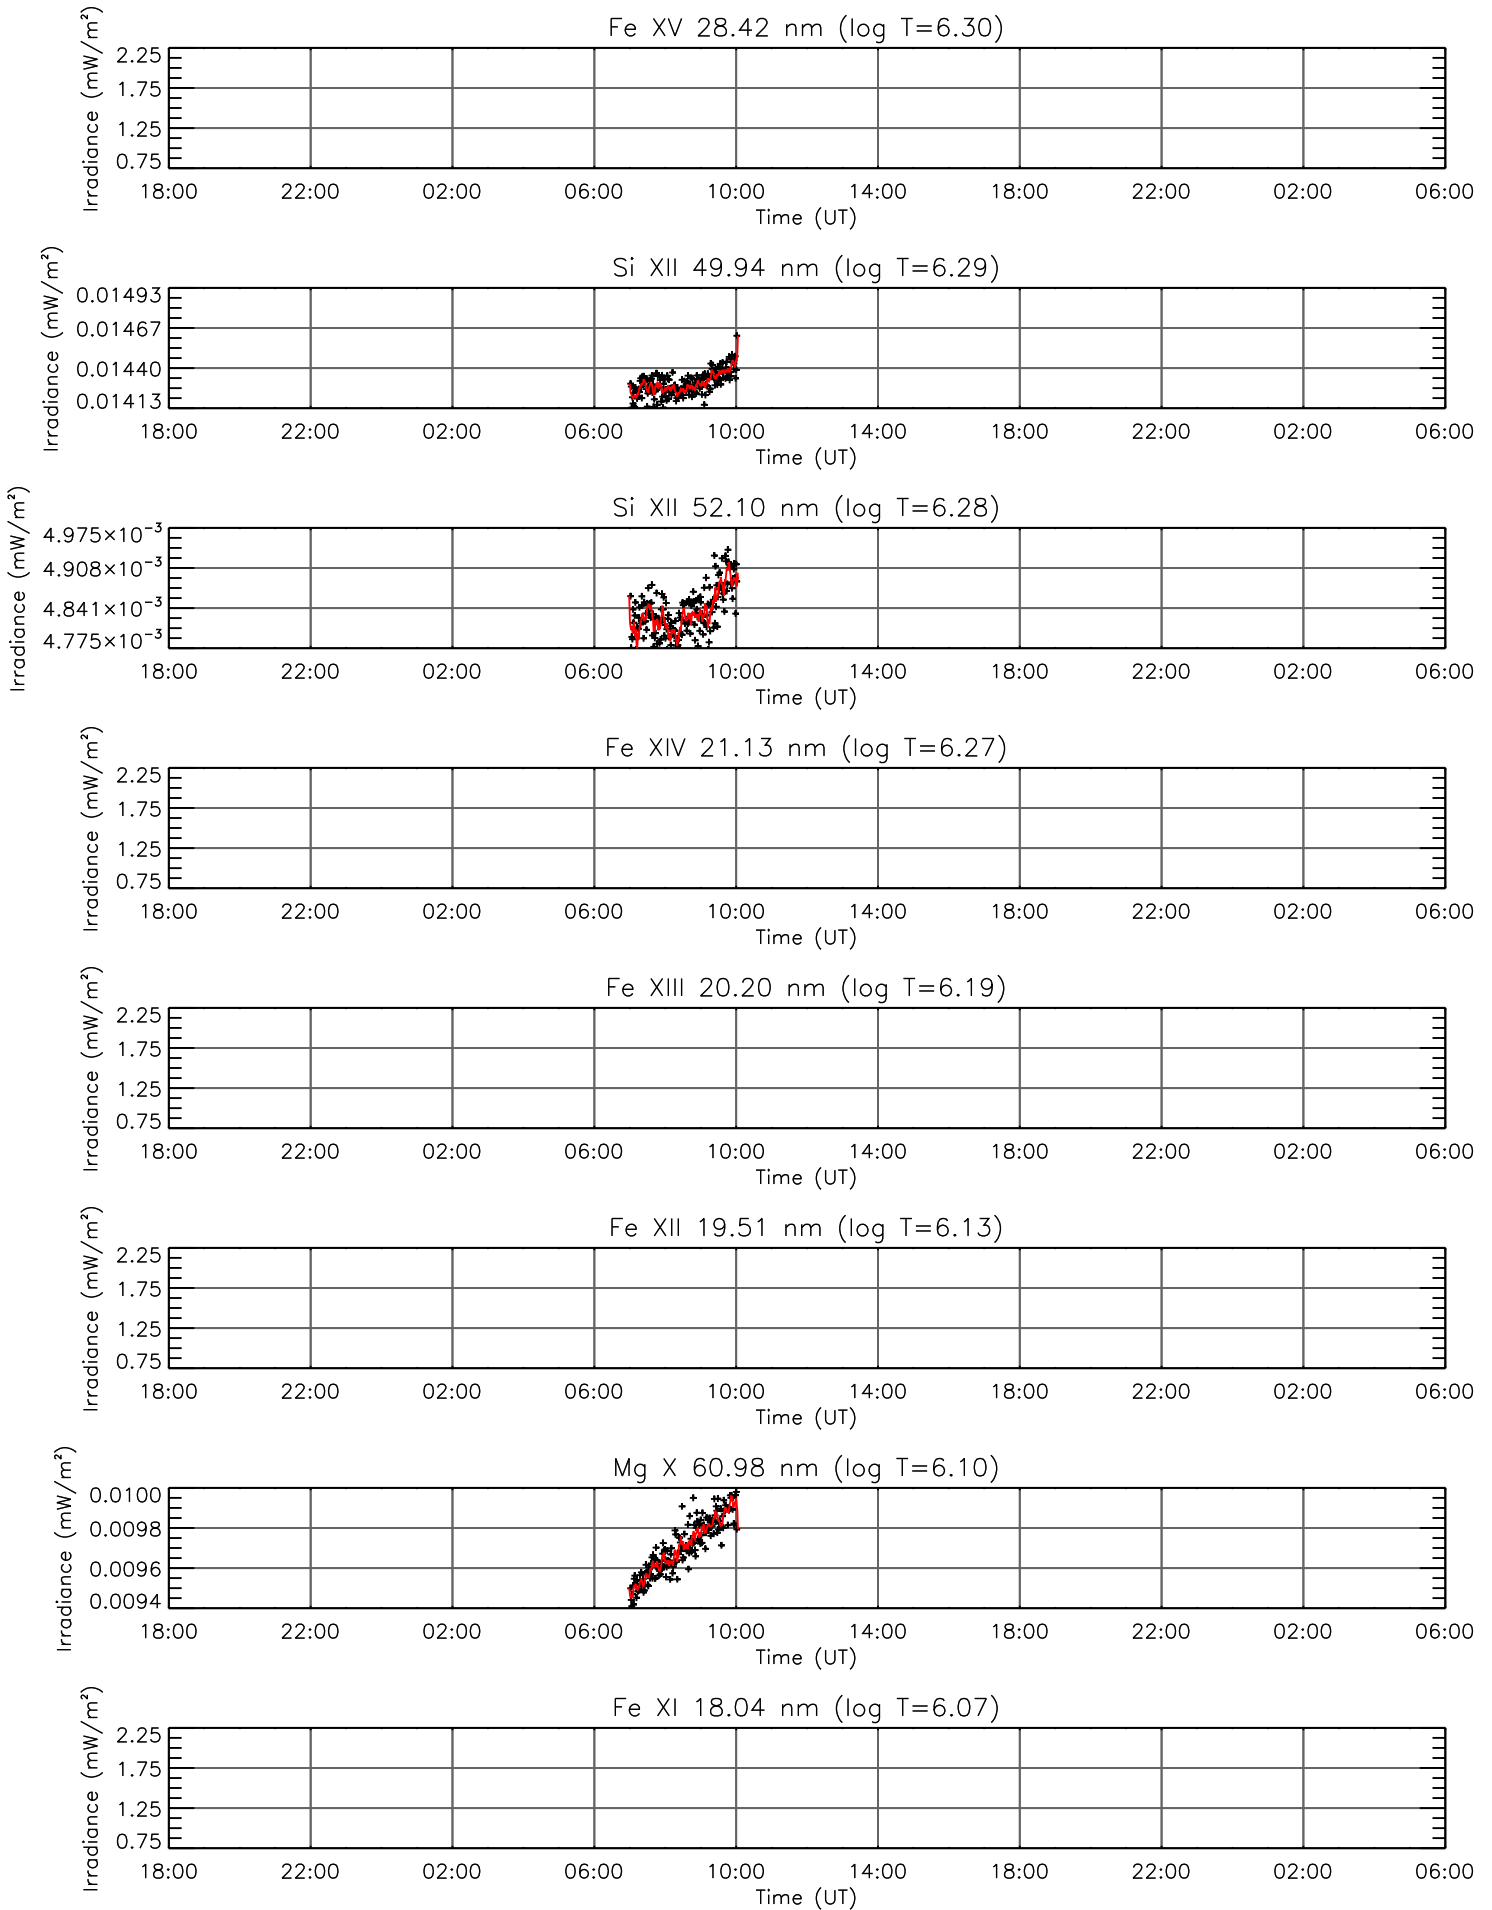 Fe XV 28.42 nm (log T=6.30)
Irradiance (mW/m²)
2.25
1.75
1.25
0.75
18:00 22:00 02:00 06:00 10:00 14:00 18:00 22:00 02:00 06:00
Time (UT)
Si XII 49.94 nm (log T=6.29)
Irradiance (mW/m²)
0.01493
0.01467
0.01440
0.01413
18:00 22:00 02:00 06:00 10:00 14:00 18:00 22:00 02:00 06:00
Time (UT)
Si XII 52.10 nm (log T=6.28)
Irradiance (mW/m²)
4.975×10⁻³
4.908×10⁻³
4.841×10⁻³
4.775×10⁻³
18:00 22:00 02:00 06:00 10:00 14:00 18:00 22:00 02:00 06:00
Time (UT)
Fe XIV 21.13 nm (log T=6.27)
Irradiance (mW/m²)
2.25
1.75
1.25
0.75
18:00 22:00 02:00 06:00 10:00 14:00 18:00 22:00 02:00 06:00
Time (UT)
Fe XIII 20.20 nm (log T=6.19)
Irradiance (mW/m²)
2.25
1.75
1.25
0.75
18:00 22:00 02:00 06:00 10:00 14:00 18:00 22:00 02:00 06:00
Time (UT)
Fe XII 19.51 nm (log T=6.13)
Irradiance (mW/m²)
2.25
1.75
1.25
0.75
18:00 22:00 02:00 06:00 10:00 14:00 18:00 22:00 02:00 06:00
Time (UT)
Mg X 60.98 nm (log T=6.10)
Irradiance (mW/m²)
0.0100
0.0098
0.0096
0.0094
18:00 22:00 02:00 06:00 10:00 14:00 18:00 22:00 02:00 06:00
Time (UT)
Fe XI 18.04 nm (log T=6.07)
Irradiance (mW/m²)
2.25
1.75
1.25
0.75
18:00 22:00 02:00 06:00 10:00 14:00 18:00 22:00 02:00 06:00
Time (UT)